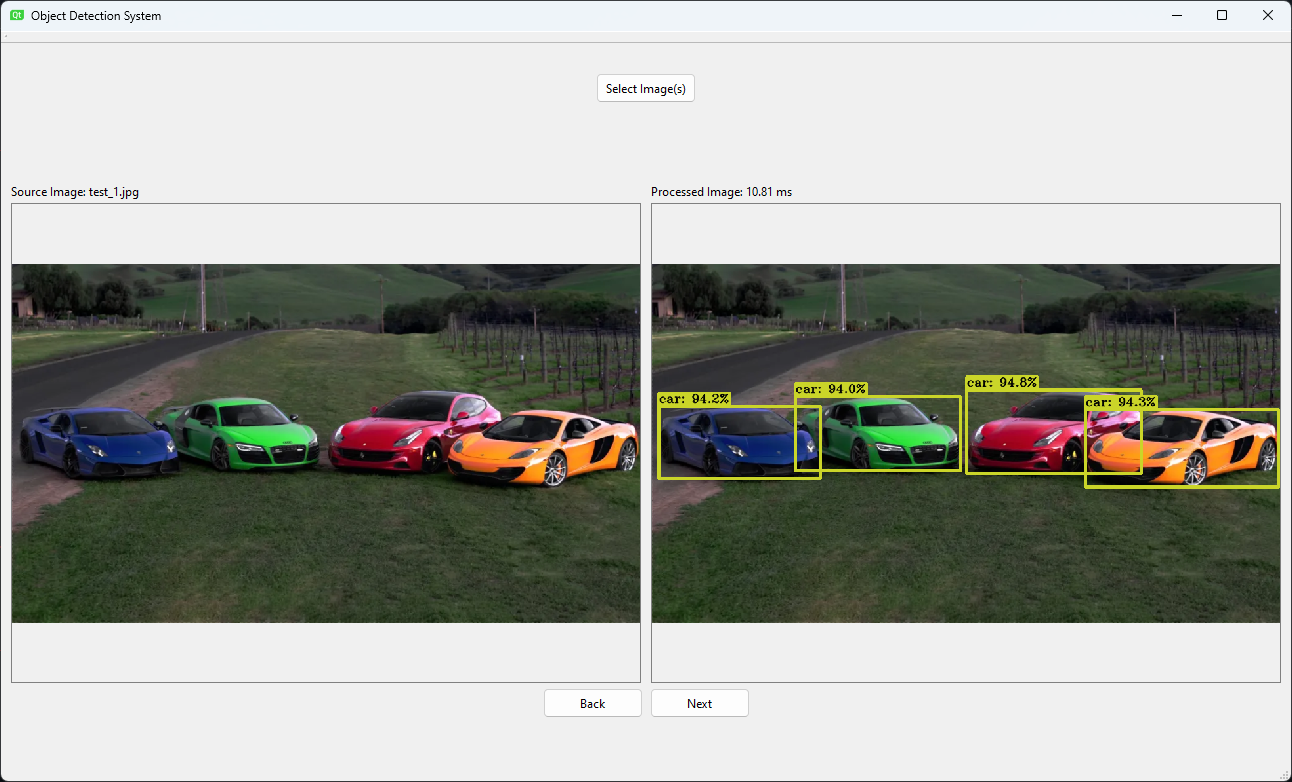 Qt Object Detection System
Select Image(s)
Source Image: test_1.jpg
Processed Image: 10.81 ms
car: 94.2%
car: 94.0%
car: 94.8%
car: 94.3%
Back
Next